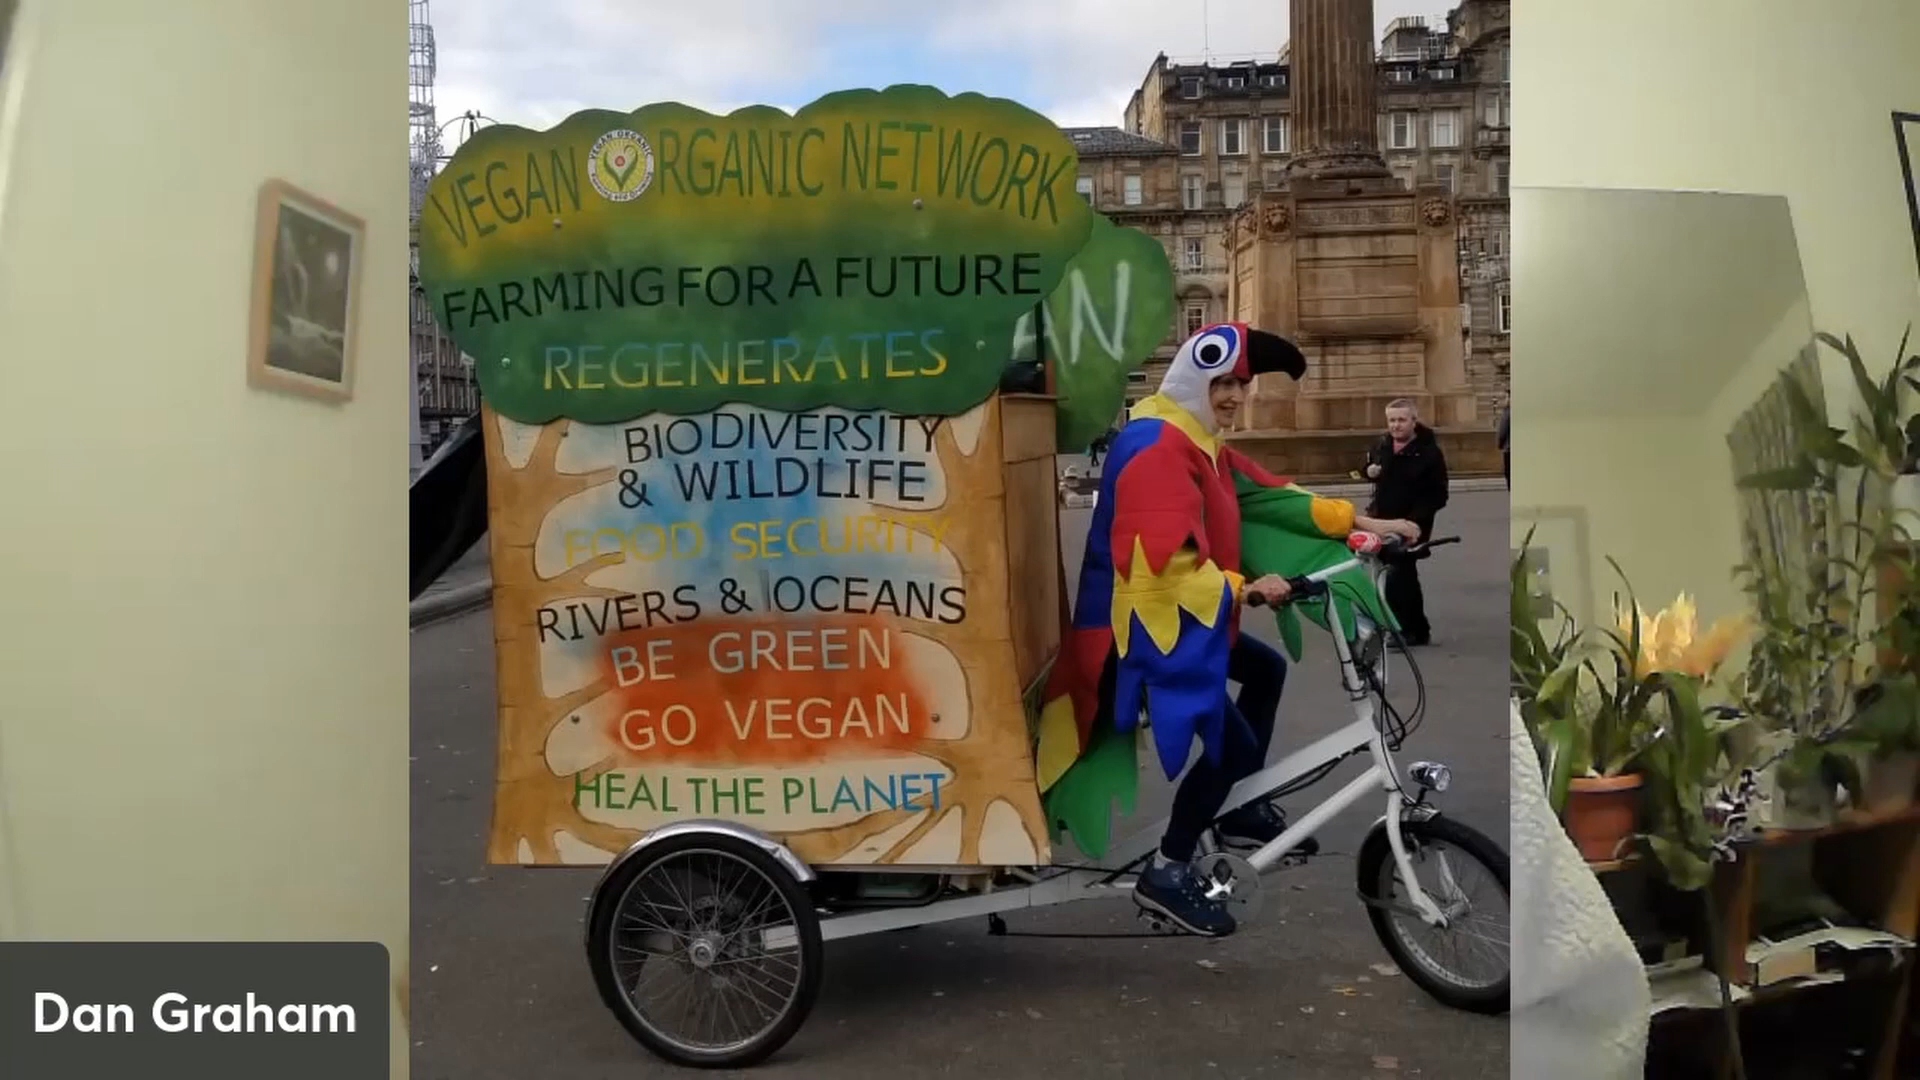 VEGAN ORGANIC NETWORK
FARMING FOR A FUTURE
REGENERATES
AN
BIODIVERSITY
& WILDLIFE
FOOD SECURITY
RIVERS & OCEANS
BE GREEN
GO VEGAN
HEAL THE PLANET
Dan Graham